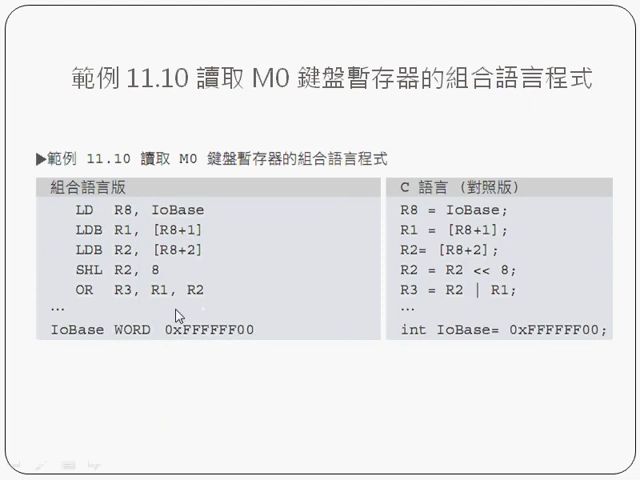 範例 11.10 讀取 M0 鍵盤暫存器的組合語言程式
▶範例 11.10 讀取 M0 鍵盤暫存器的組合語言程式
組合語言版
LD R8, IoBase
LDB R1, [R8+1]
LDB R2, [R8+2]
SHL R2, 8
OR R3, R1, R2
…
IoBase WORD 0xFFFFFF00
C 語言 (對照版)
R8 = IoBase;
R1 = [R8+1];
R2= [R8+2];
R2 = R2 << 8;
R3 = R2 | R1;
…
int IoBase= 0xFFFFFF00;